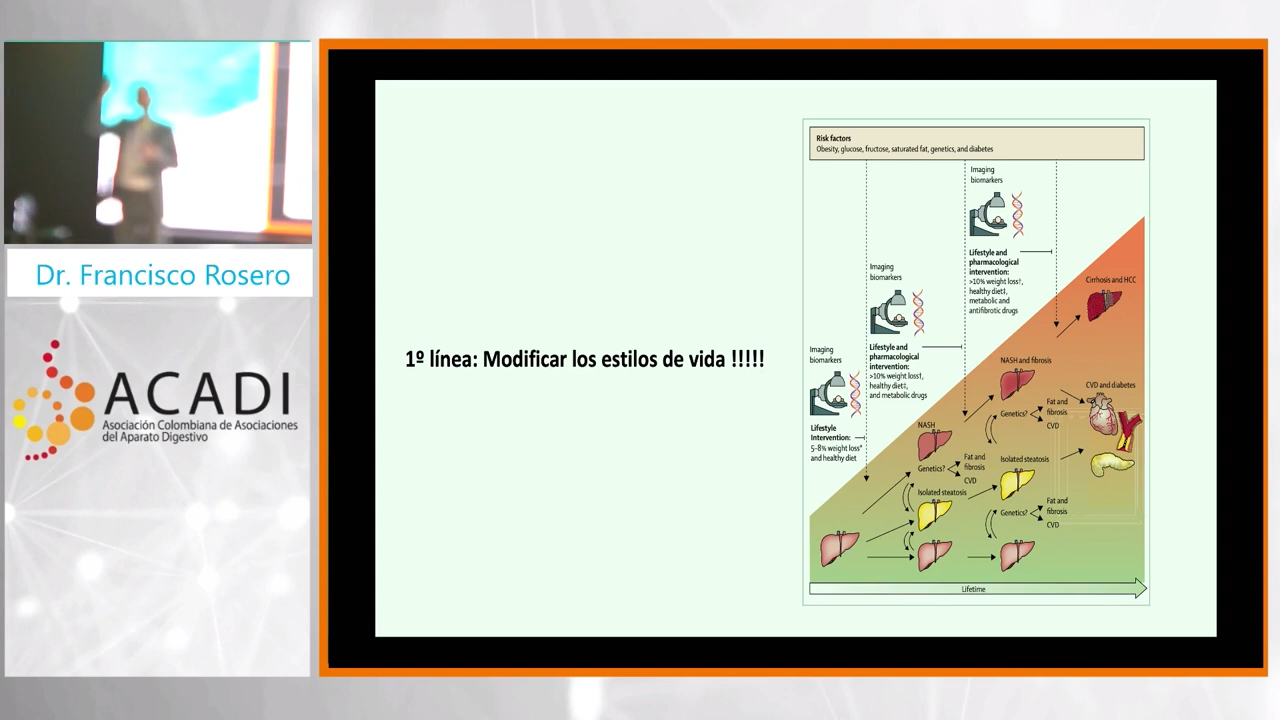 Dr. Francisco Rosero
ACADI
Asociación Colombiana de Asociaciones
del Aparato Digestivo
1º línea: Modificar los estilos de vida !!!!!
Risk factors
Obesity, glucose, fructose, saturated fat, genetics, and diabetes
Imaging
biomarkers
Lifestyle and
pharmacological
intervention:
>10% weight loss†,
healthy diet‡,
metabolic and
antifibrotic drugs
Imaging
biomarkers
Lifestyle and
pharmacological
intervention:
>10% weight loss†,
healthy diet‡,
and metabolic drugs
Imaging
biomarkers
Lifestyle
Intervention:
5–8% weight loss*
and healthy diet
Cirrhosis and HCC
NASH and fibrosis
CVD and diabetes
Genetics?
Fat and
fibrosis
CVD
NASH
Genetics?
Fat and
fibrosis
CVD
Isolated steatosis
Isolated steatosis
Genetics?
Fat and
fibrosis
CVD
Lifetime